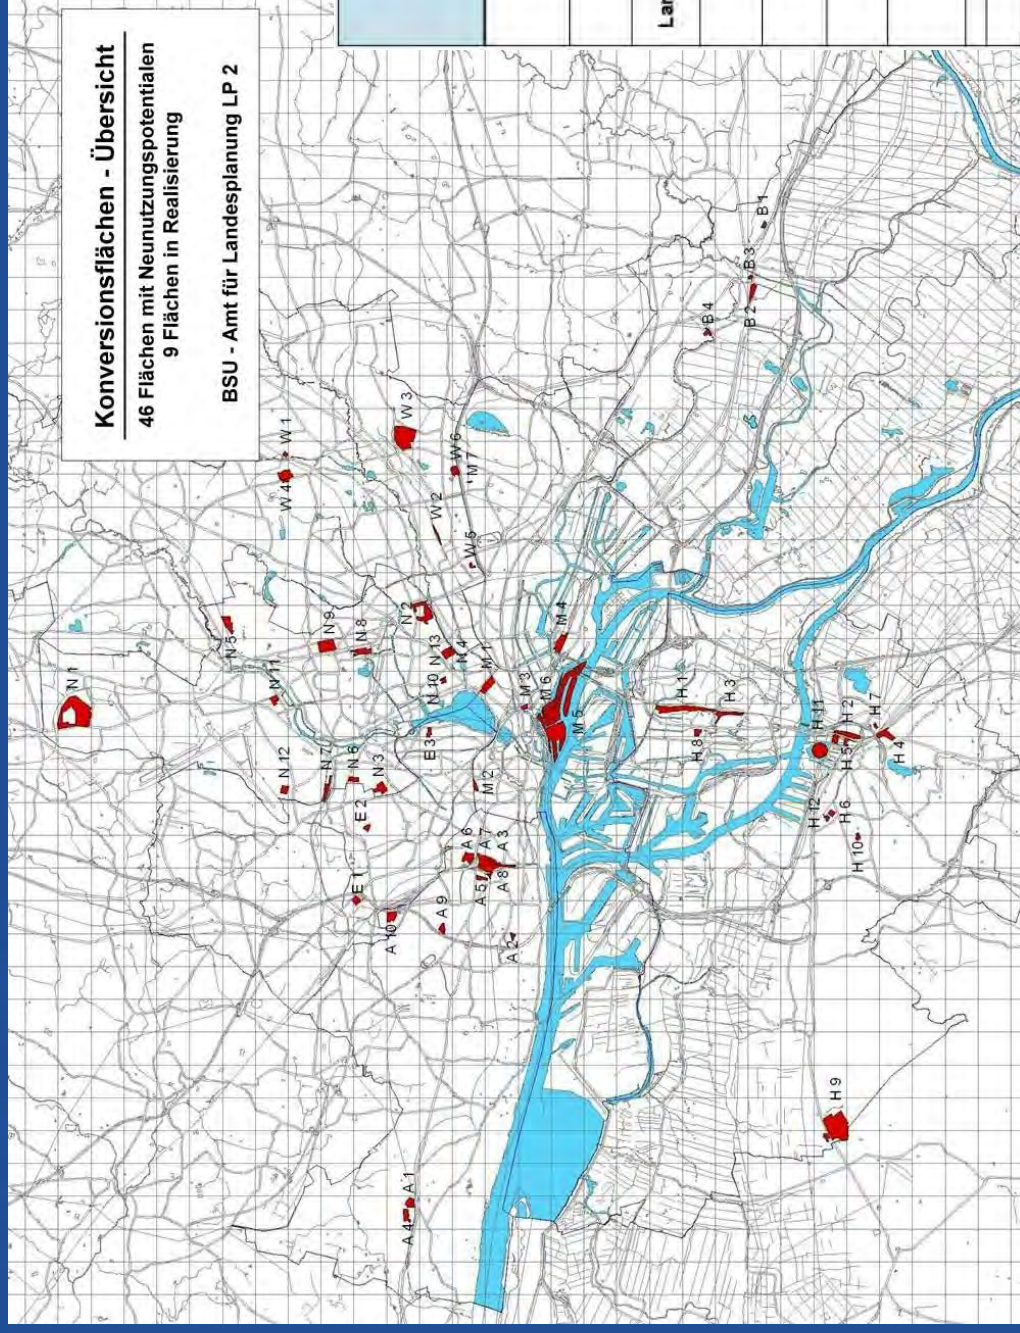 Konversionsflächen - Übersicht
46 Flächen mit Neunutzungspotentialen
9 Flächen in Realisierung
BSU - Amt für Landesplanung LP 2
Lan
N 1
N 5
N 11
N 9
N 8
N 12
N 7
N 6
N 3
N 2
N 13
N 10
N 4
W 1
W 4
W 3
W 2
W 6
W 5
M 7
M 1
M 2
M 3
M 6
M 5
M 4
E 1
E 2
E 3
A 10
A 9
A 2
A 6
A 7
A 3
A 5
A 8
A 4
A 1
B 1
B 3
B 2
B 4
H 1
H 3
H 8
H 11
H 2
H 5
H 7
H 4
H 12
H 6
H 10
H 9